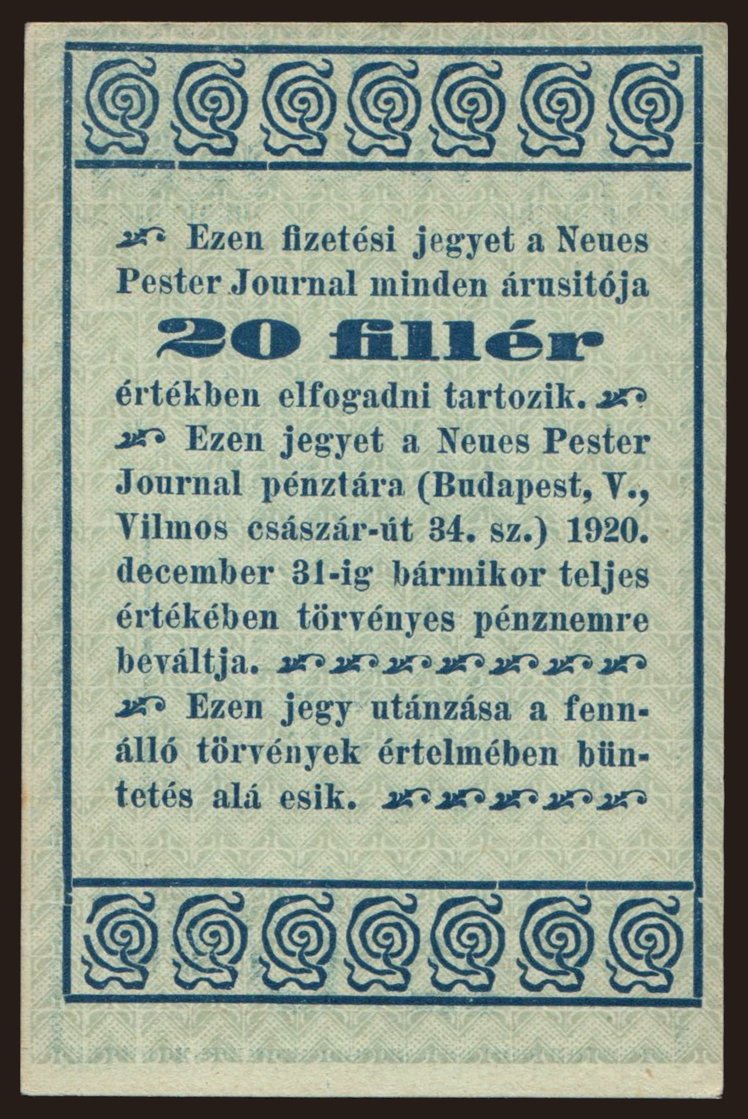 Ezen fizetési jegyet a Neues
Pester Journal minden árusitója
20 fillér
értékben elfogadni tartozik.
Ezen jegyet a Neues Pester
Journal pénztára (Budapest, V.,
Vilmos császár-út 34. sz.) 1920.
december 31-ig bármikor teljes
értékében törvényes pénznemre
beváltja.
Ezen jegy utánzása a fenn-
álló törvények értelmében bün-
tetés alá esik.